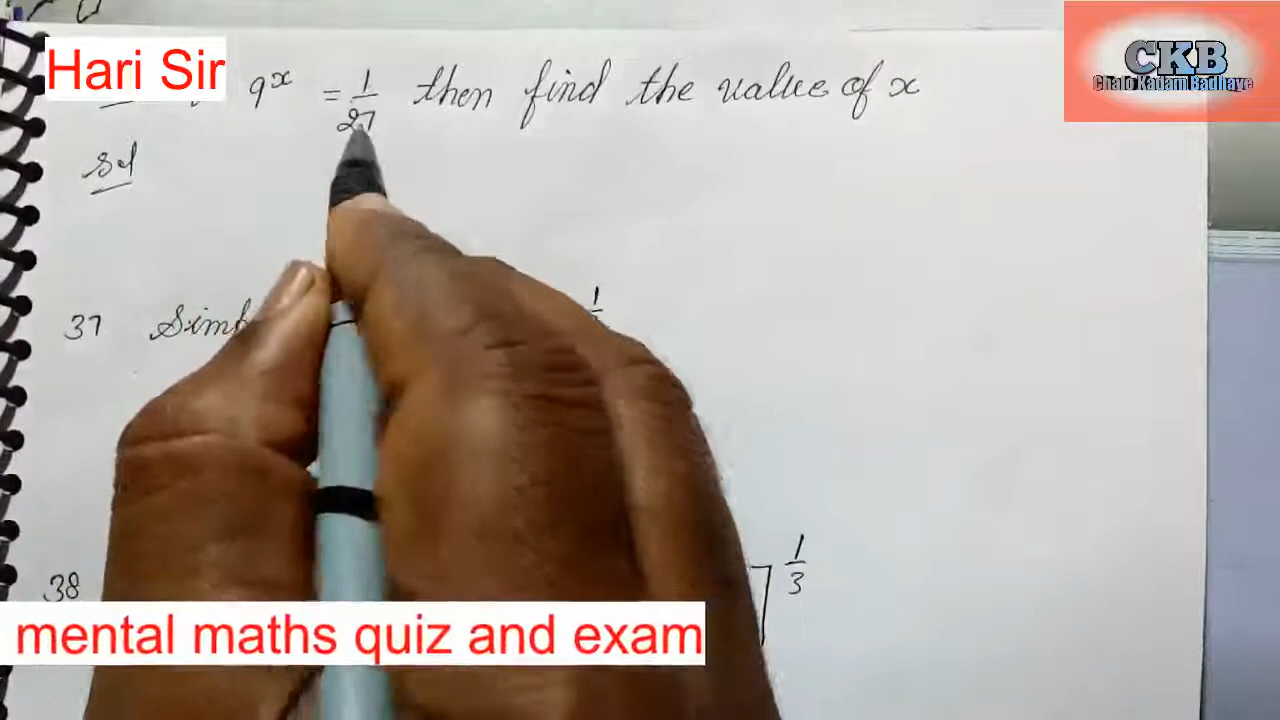 Hari Sir
CKB
Chalo Kadam Badhaye
9^x = 1/27 then find the value of x
Sol
37
1
38
1/3
mental maths quiz and exam